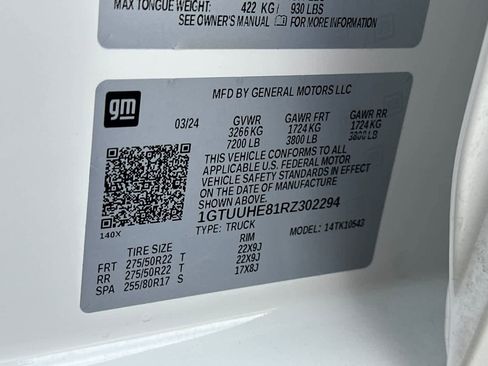 MAX TONGUE WEIGHT: 422 KG / 930 LBS
SEE OWNER'S MANUAL FOR MORE INFORMATION
gm
MFD BY GENERAL MOTORS LLC
03/24 GVWR GAWR FRT GAWR RR
3266 KG 1724 KG 1724 KG
7200 LB 3800 LB 3800 LB
THIS VEHICLE CONFORMS TO ALL
APPLICABLE U.S. FEDERAL MOTOR
VEHICLE SAFETY STANDARDS IN EFFECT
ON THE DATE OF MANUFACTURE
SHOWN ABOVE.
1GTUUHE81RZ302294
140X TYPE: TRUCK 14TK10543
TIRE SIZE RIM
FRT 275/50R22 T 22X9J
RR 275/50R22 T 22X9J
SPA 255/80R17 S 17X8J